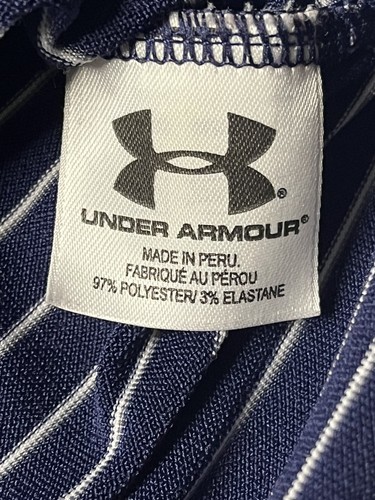 UNDER ARMOUR®
MADE IN PERU.
FABRIQUÉ AU PÉROU
97% POLYESTER/ 3% ELASTANE